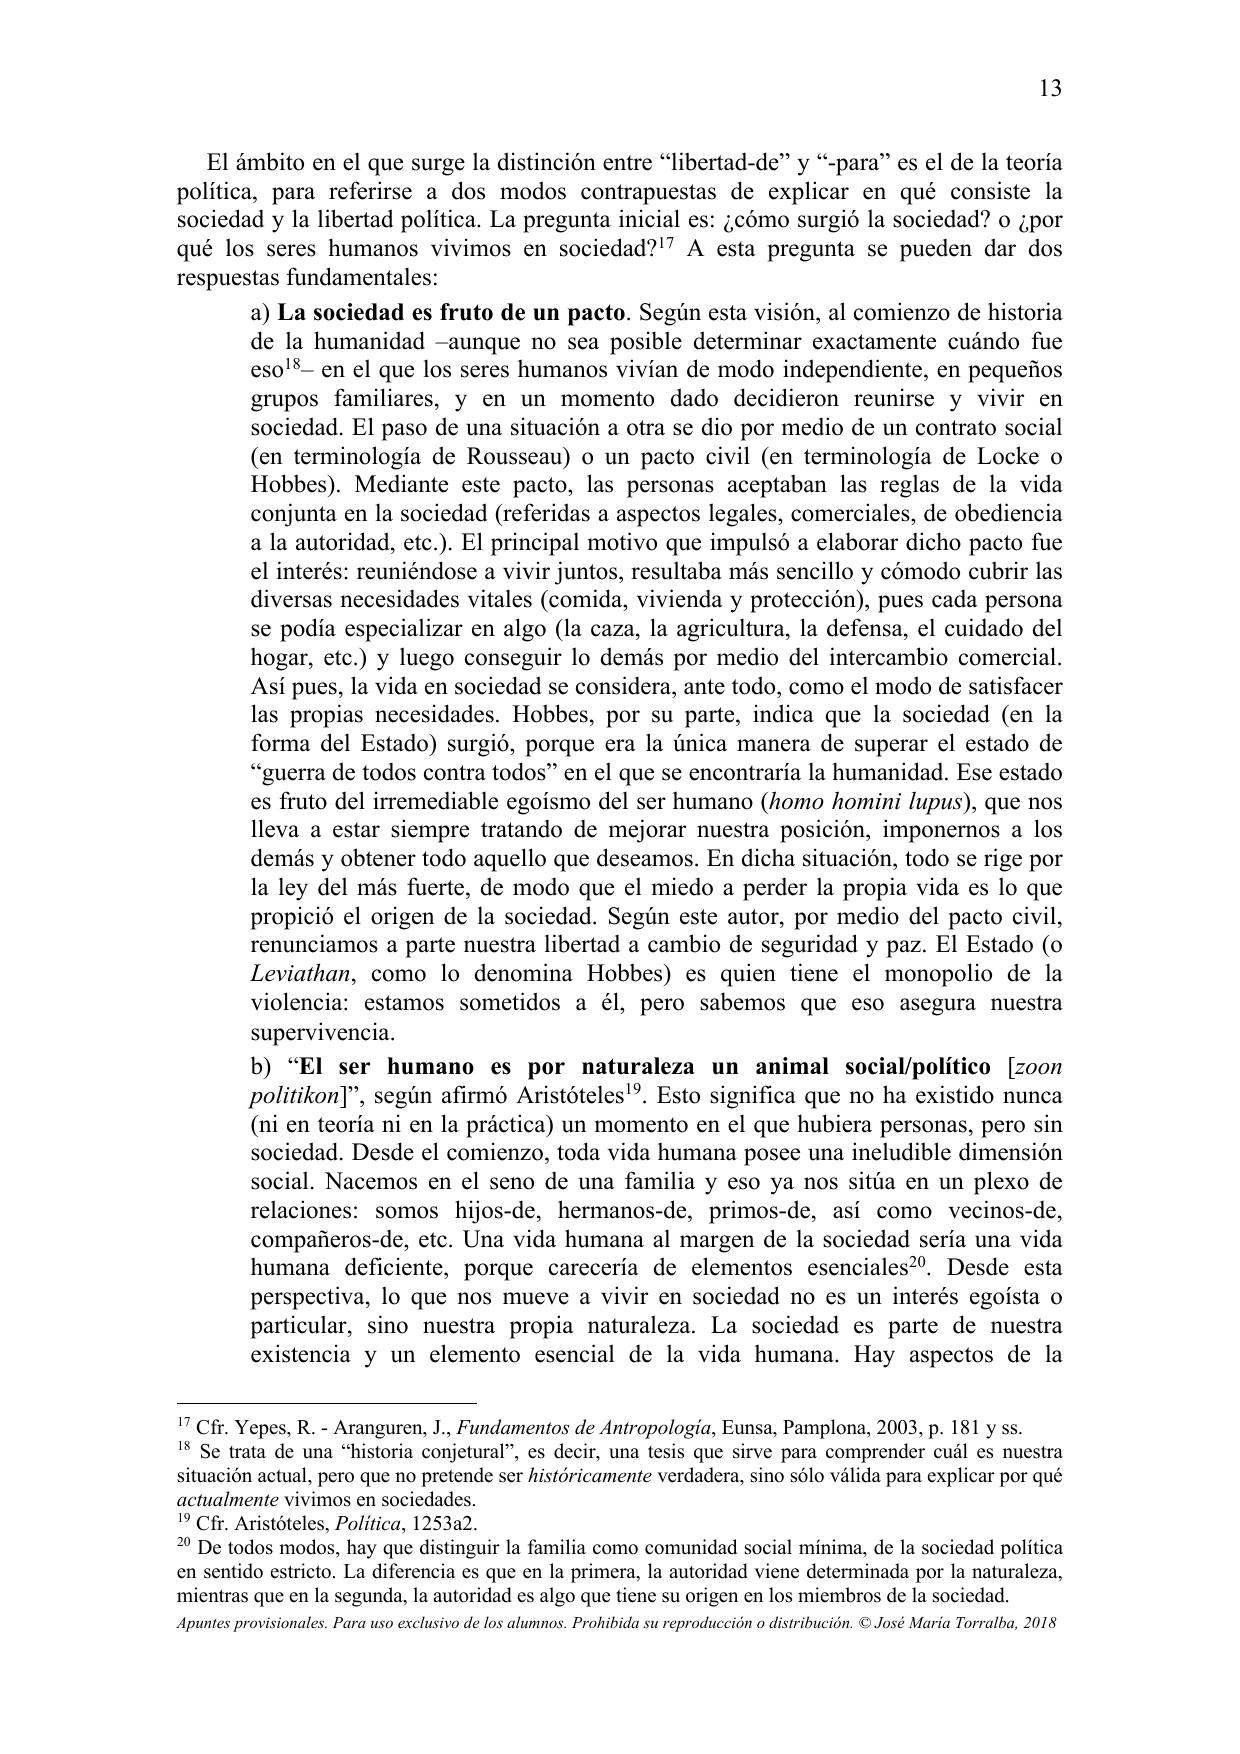 13
El ámbito en el que surge la distinción entre “libertad-de” y “-para” es el de la teoría
política, para referirse a dos modos contrapuestas de explicar en qué consiste la
sociedad y la libertad política. La pregunta inicial es: ¿cómo surgió la sociedad? o ¿por
qué los seres humanos vivimos en sociedad?17 A esta pregunta se pueden dar dos
respuestas fundamentales:
a) La sociedad es fruto de un pacto. Según esta visión, al comienzo de historia
de la humanidad –aunque no sea posible determinar exactamente cuándo fue
eso18– en el que los seres humanos vivían de modo independiente, en pequeños
grupos familiares, y en un momento dado decidieron reunirse y vivir en
sociedad. El paso de una situación a otra se dio por medio de un contrato social
(en terminología de Rousseau) o un pacto civil (en terminología de Locke o
Hobbes). Mediante este pacto, las personas aceptaban las reglas de la vida
conjunta en la sociedad (referidas a aspectos legales, comerciales, de obediencia
a la autoridad, etc.). El principal motivo que impulsó a elaborar dicho pacto fue
el interés: reuniéndose a vivir juntos, resultaba más sencillo y cómodo cubrir las
diversas necesidades vitales (comida, vivienda y protección), pues cada persona
se podía especializar en algo (la caza, la agricultura, la defensa, el cuidado del
hogar, etc.) y luego conseguir lo demás por medio del intercambio comercial.
Así pues, la vida en sociedad se considera, ante todo, como el modo de satisfacer
las propias necesidades. Hobbes, por su parte, indica que la sociedad (en la
forma del Estado) surgió, porque era la única manera de superar el estado de
“guerra de todos contra todos” en el que se encontraría la humanidad. Ese estado
es fruto del irremediable egoísmo del ser humano (homo homini lupus), que nos
lleva a estar siempre tratando de mejorar nuestra posición, imponernos a los
demás y obtener todo aquello que deseamos. En dicha situación, todo se rige por
la ley del más fuerte, de modo que el miedo a perder la propia vida es lo que
propició el origen de la sociedad. Según este autor, por medio del pacto civil,
renunciamos a parte nuestra libertad a cambio de seguridad y paz. El Estado (o
Leviathan, como lo denomina Hobbes) es quien tiene el monopolio de la
violencia: estamos sometidos a él, pero sabemos que eso asegura nuestra
supervivencia.
b) “El ser humano es por naturaleza un animal social/político [zoon
politikon]”, según afirmó Aristóteles19. Esto significa que no ha existido nunca
(ni en teoría ni en la práctica) un momento en el que hubiera personas, pero sin
sociedad. Desde el comienzo, toda vida humana posee una ineludible dimensión
social. Nacemos en el seno de una familia y eso ya nos sitúa en un plexo de
relaciones: somos hijos-de, hermanos-de, primos-de, así como vecinos-de,
compañeros-de, etc. Una vida humana al margen de la sociedad sería una vida
humana deficiente, porque carecería de elementos esenciales20. Desde esta
perspectiva, lo que nos mueve a vivir en sociedad no es un interés egoísta o
particular, sino nuestra propia naturaleza. La sociedad es parte de nuestra
existencia y un elemento esencial de la vida humana. Hay aspectos de la
17 Cfr. Yepes, R. - Aranguren, J., Fundamentos de Antropología, Eunsa, Pamplona, 2003, p. 181 y ss.
18 Se trata de una “historia conjetural”, es decir, una tesis que sirve para comprender cuál es nuestra
situación actual, pero que no pretende ser históricamente verdadera, sino sólo válida para explicar por qué
actualmente vivimos en sociedades.
19 Cfr. Aristóteles, Política, 1253a2.
20 De todos modos, hay que distinguir la familia como comunidad social mínima, de la sociedad política
en sentido estricto. La diferencia es que en la primera, la autoridad viene determinada por la naturaleza,
mientras que en la segunda, la autoridad es algo que tiene su origen en los miembros de la sociedad.
Apuntes provisionales. Para uso exclusivo de los alumnos. Prohibida su reproducción o distribución. © José María Torralba, 2018